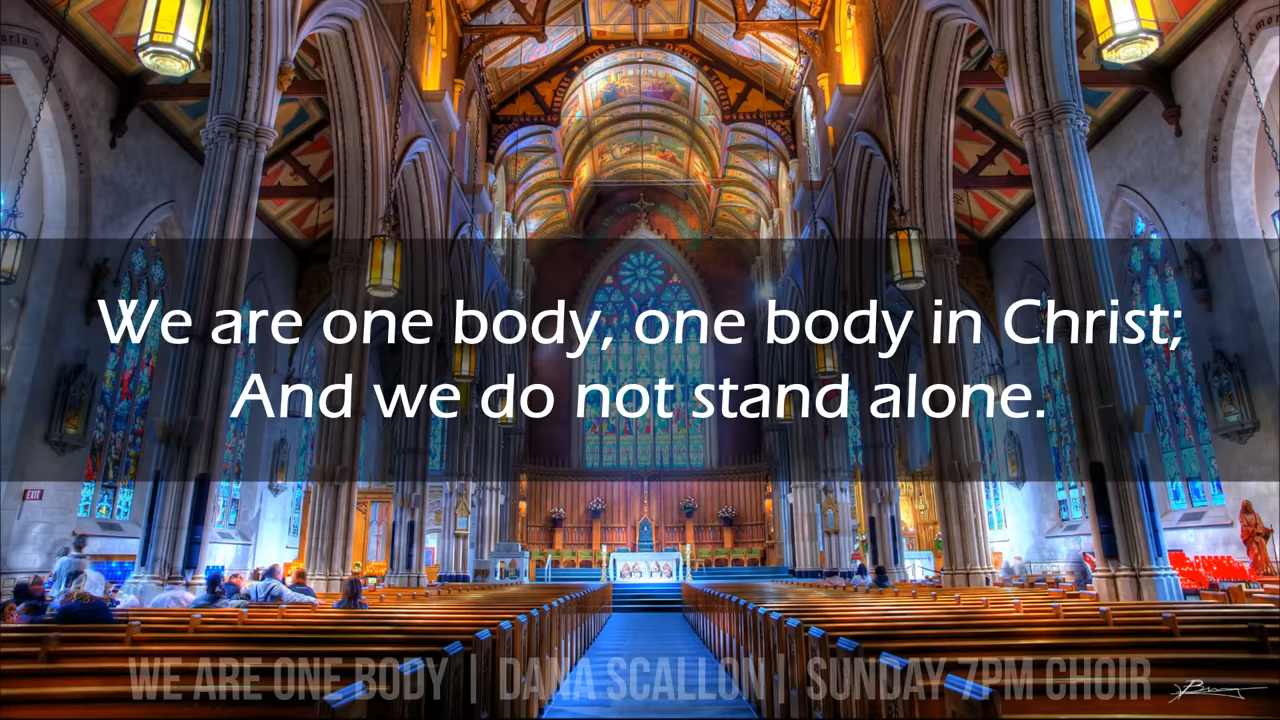 EXIT
We are one body, one body in Christ;
And we do not stand alone.
WE ARE ONE BODY | DANA SCALLON | SUNDAY 7PM CHOIR